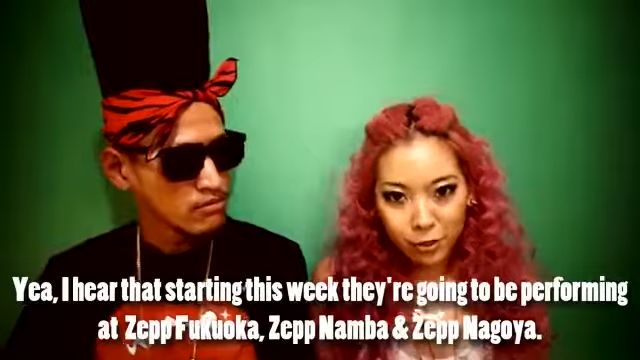 Yea, I hear that starting this week they're going to be performing
at Zepp Fukuoka, Zepp Namba & Zepp Nagoya.